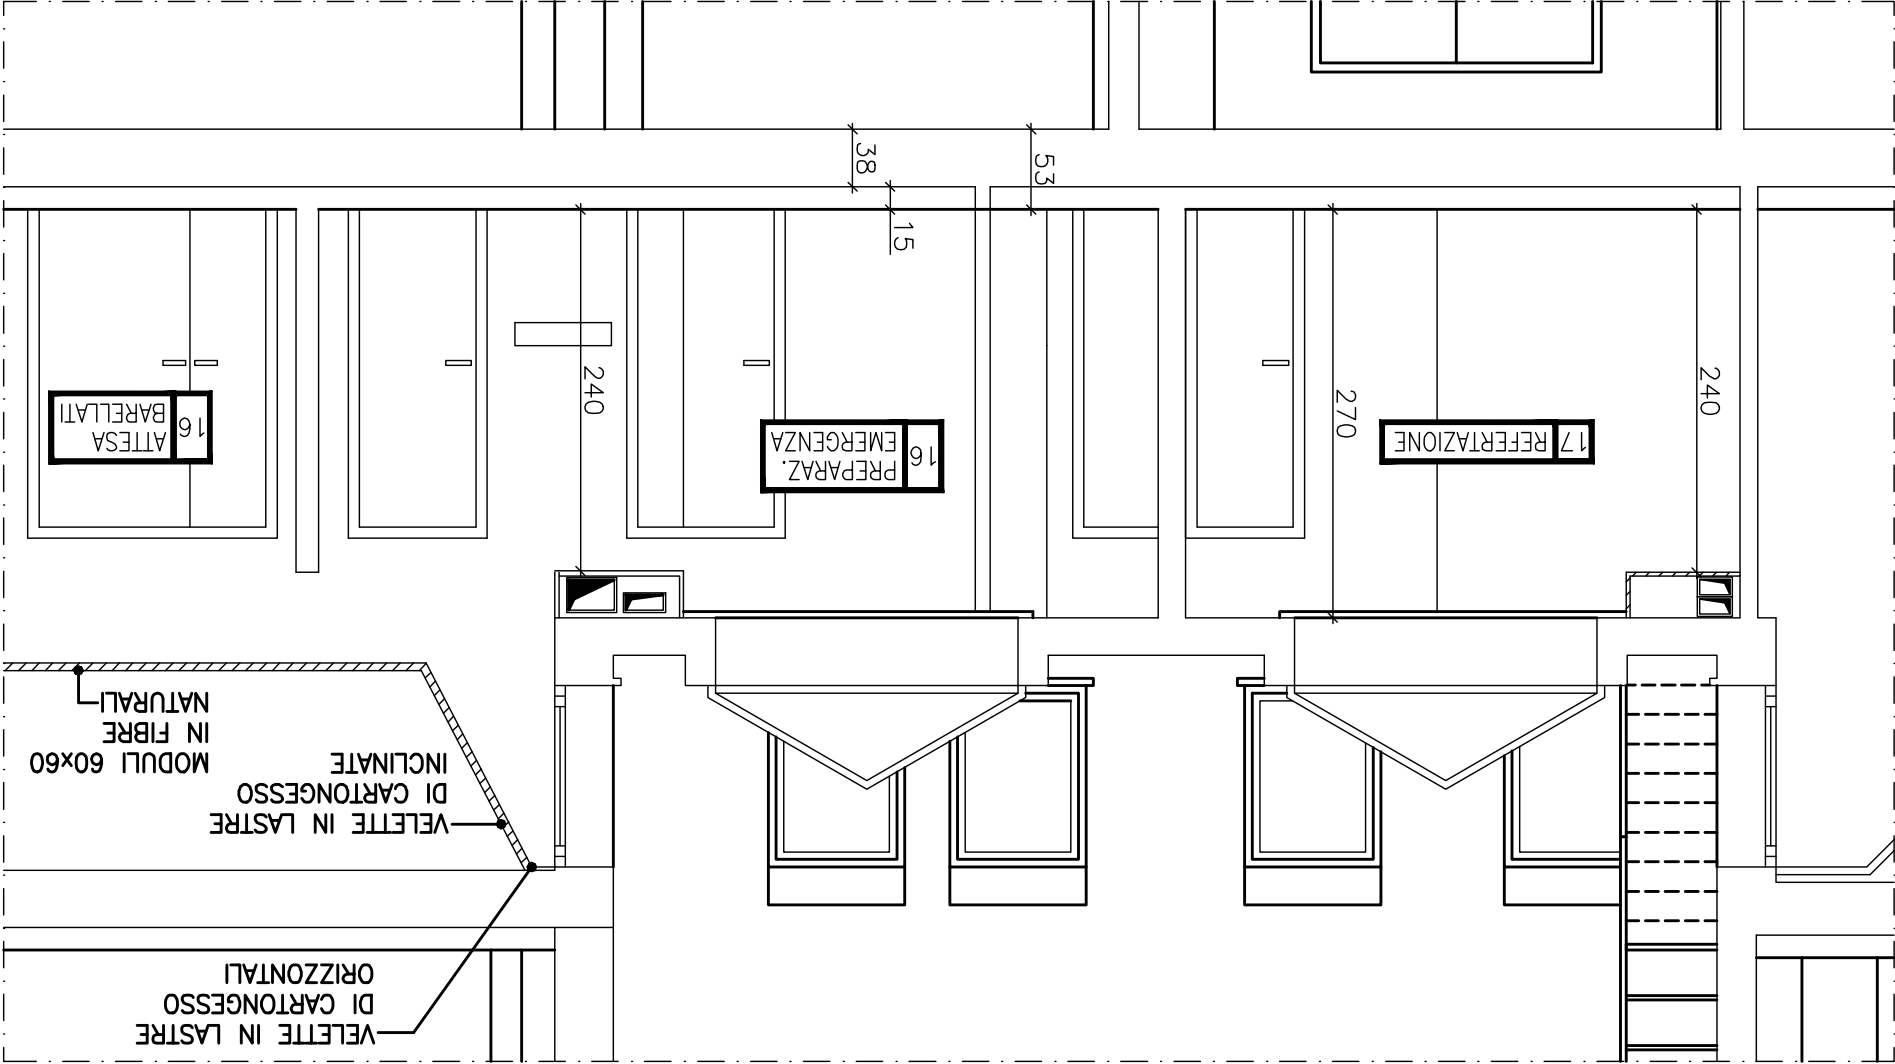 VELETTE IN LASTRE
DI CARTONGESSO
ORIZZONTALI
VELETTE IN LASTRE
DI CARTONGESSO
INCLINATE
MODULI 60x60
IN FIBRE
NATURALI
240
17 REFERTAZIONE
270
16
PREPARAZ.
EMERGENZA
240
16
ATTESA
BARELLATI
15
53
38